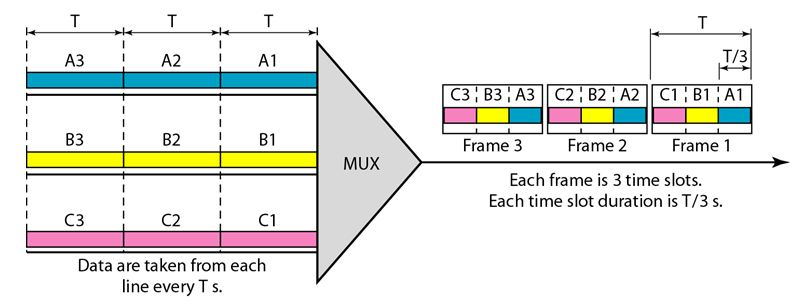 T T T
A3 A2 A1
B3 B2 B1
C3 C2 C1
Data are taken from each
line every T s.
MUX
T
T/3
C3 B3 A3 C2 B2 A2 C1 B1 A1
Frame 3 Frame 2 Frame 1
Each frame is 3 time slots.
Each time slot duration is T/3 s.